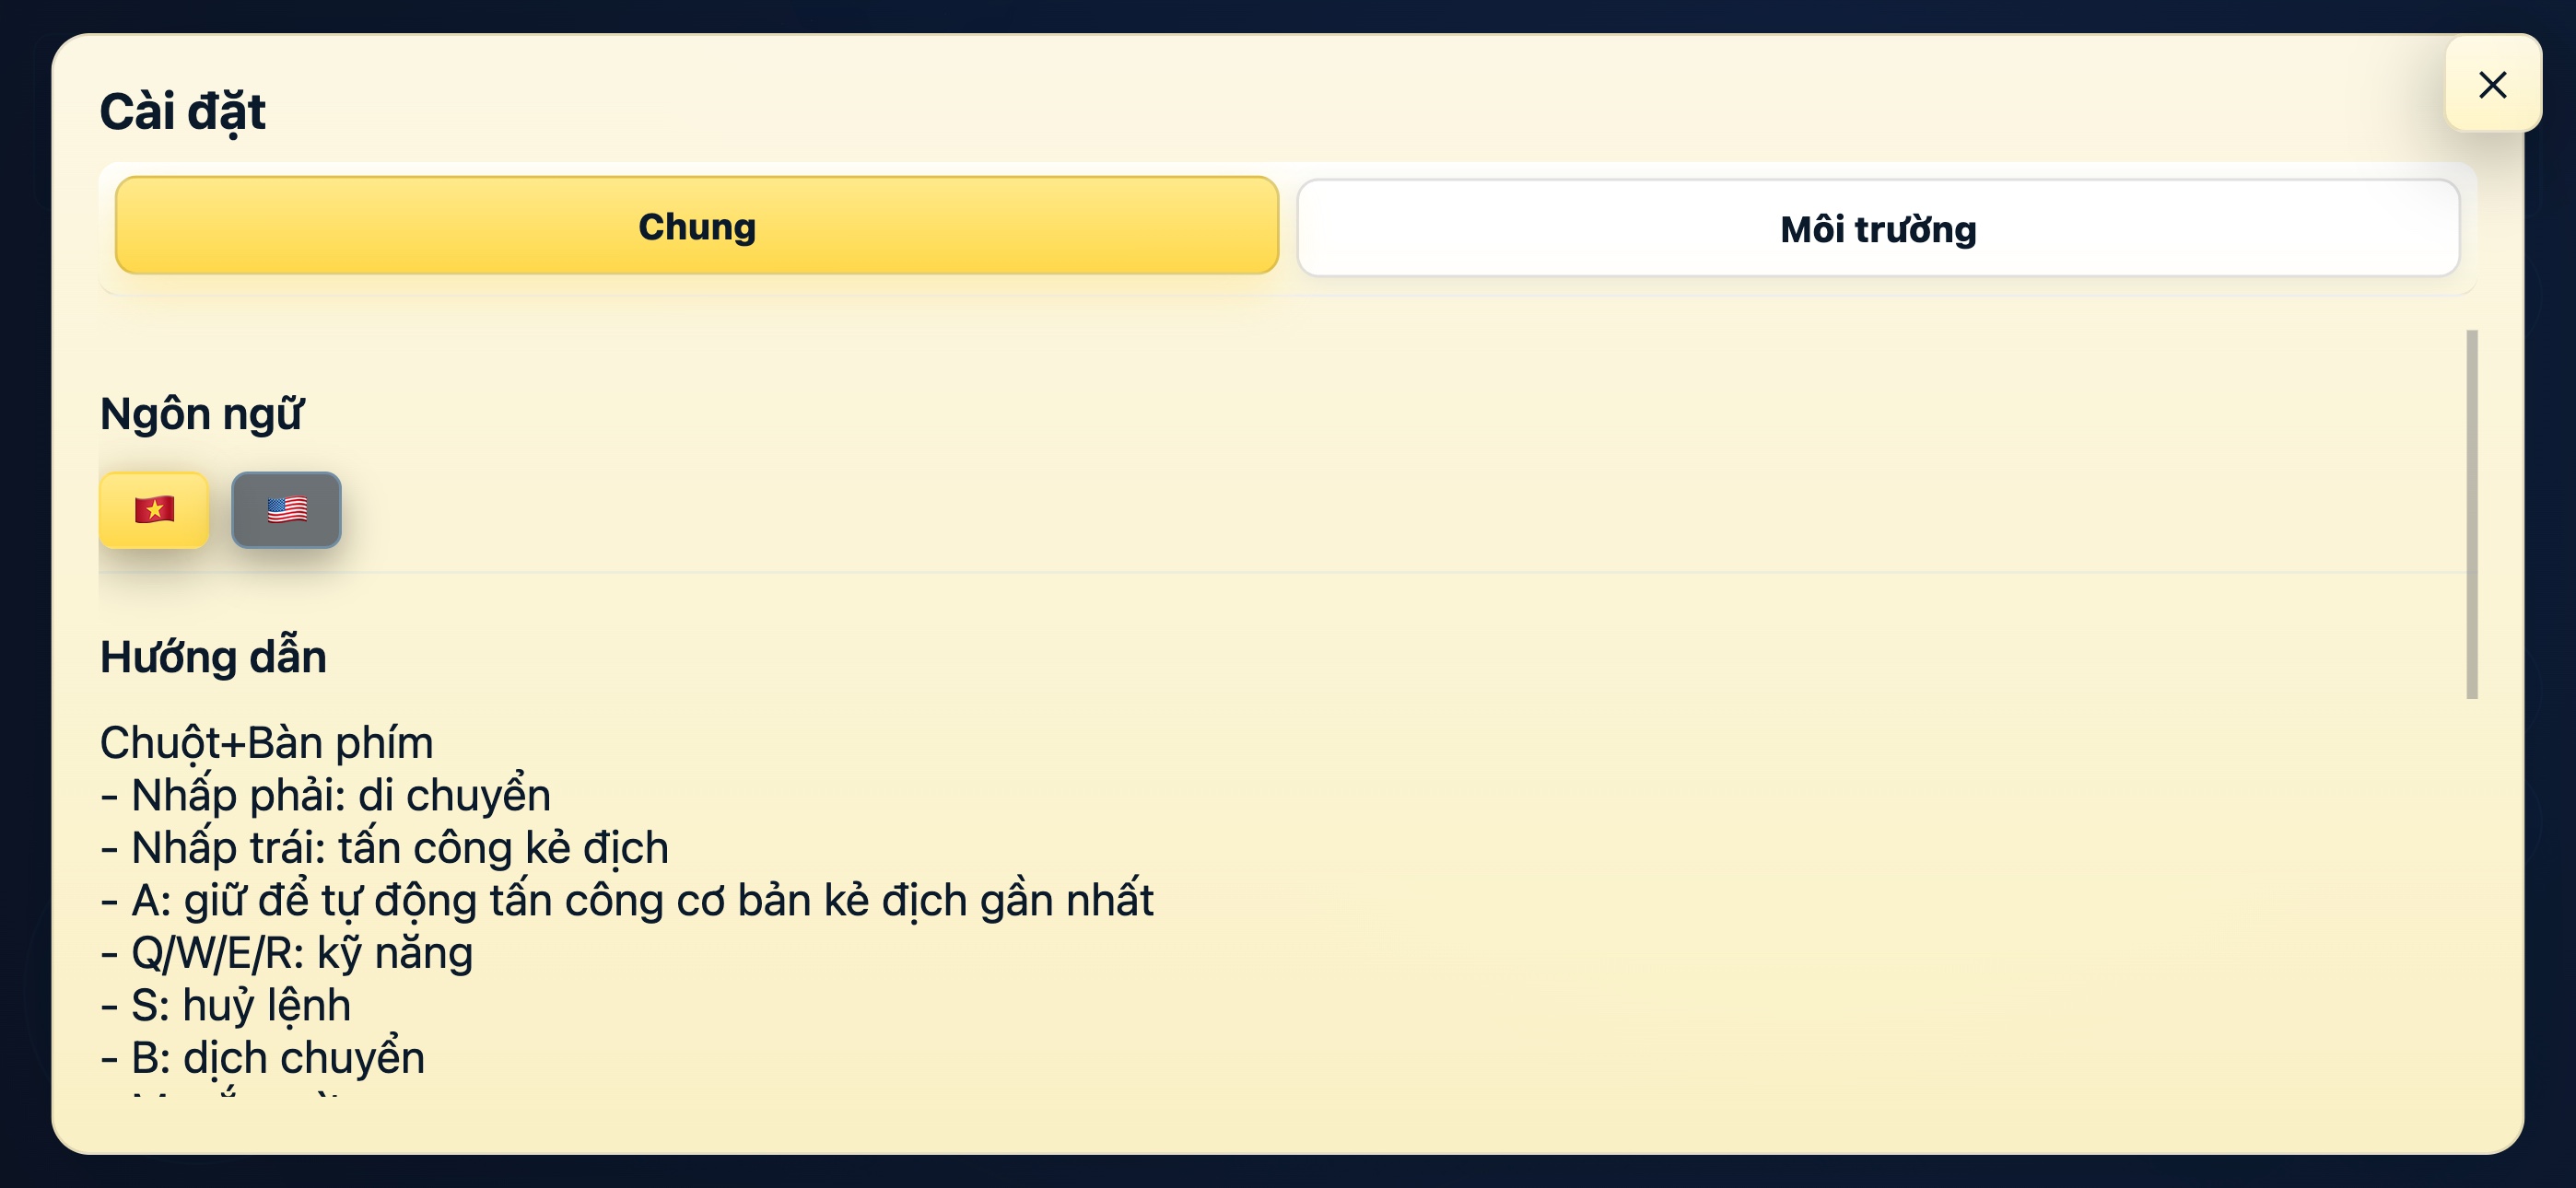 Cài đặt
Chung
Môi trường
Ngôn ngữ
Hướng dẫn
Chuột+Bàn phím
- Nhấp phải: di chuyển
- Nhấp trái: tấn công kẻ địch
- A: giữ để tự động tấn công cơ bản kẻ địch gần nhất
- Q/W/E/R: kỹ năng
- S: huỷ lệnh
- B: dịch chuyển